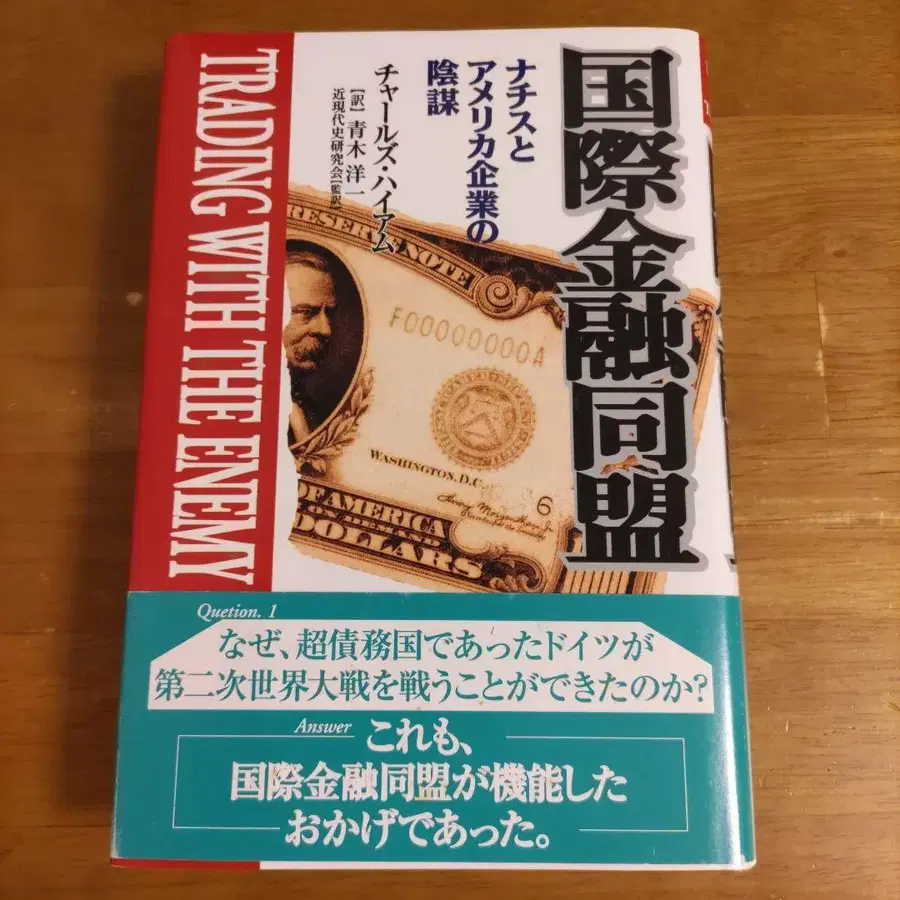 国際金融同盟
ナチスと
アメリカ企業の
陰謀
チャールズ・ハイアム
［訳］青木洋一
近現代史研究会［監訳］
TRADING WITH THE ENEMY
RESERVE NOTE
F00000000A
WASHINGTON, D.C.
6
OF AMERICA
ON DEMAND
DOLLARS
Quetion. 1
なぜ、超債務国であったドイツが
第二次世界大戦を戦うことができたのか?
Answer
これも、
国際金融同盟が機能した
おかげであった。